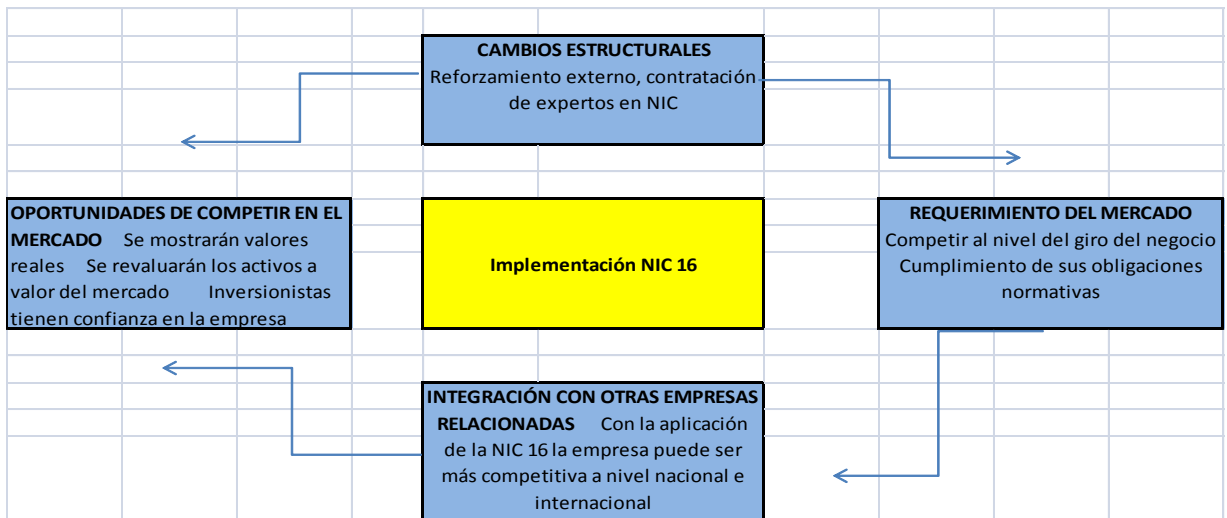 CAMBIOS ESTRUCTURALES
Reforzamiento externo, contratación
de expertos en NIC
OPORTUNIDADES DE COMPETIR EN EL
MERCADO    Se mostrarán valores
reales    Se revaluarán los activos a
valor del mercado    Inversionistas
tienen confianza en la empresa
Implementación NIC 16
REQUERIMIENTO DEL MERCADO
Competir al nivel del giro del negocio
Cumplimiento de sus obligaciones
normativas
INTEGRACIÓN CON OTRAS EMPRESAS
RELACIONADAS    Con la aplicación
de la NIC 16 la empresa puede ser
más competitiva a nivel nacional e
internacional